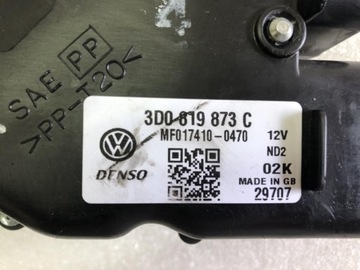 SAE PP
>PP-T20<
3D0 819 873 C
MF017410-0470 12V
ND2
DENSO 02K
MADE IN GB
29707